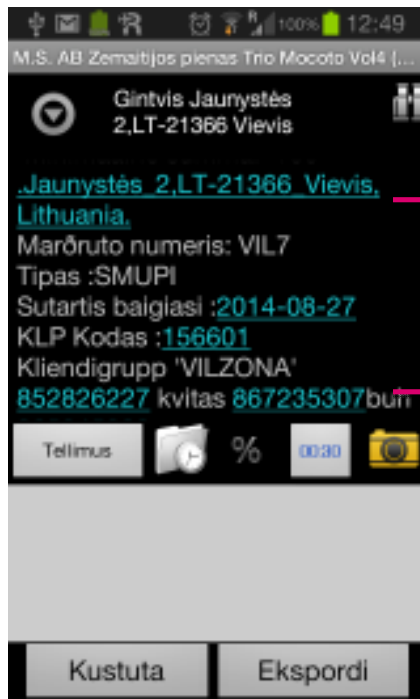 100% 12:49
M.S. AB Zemaitijos pienas Trio Mocoto Vol4 (...
Gintvis Jaunystės
2,LT-21366 Vievis
.Jaunystės_2,LT-21366_Vievis,
Lithuania.
Marðruto numeris: VIL7
Tipas :SMUPI
Sutartis baigiasi :2014-08-27
KLP Kodas :156601
Kliendigrupp 'VILZONA'
852826227 kvitas 867235307buh
Tellimus % 00:30
Kustuta Ekspordi